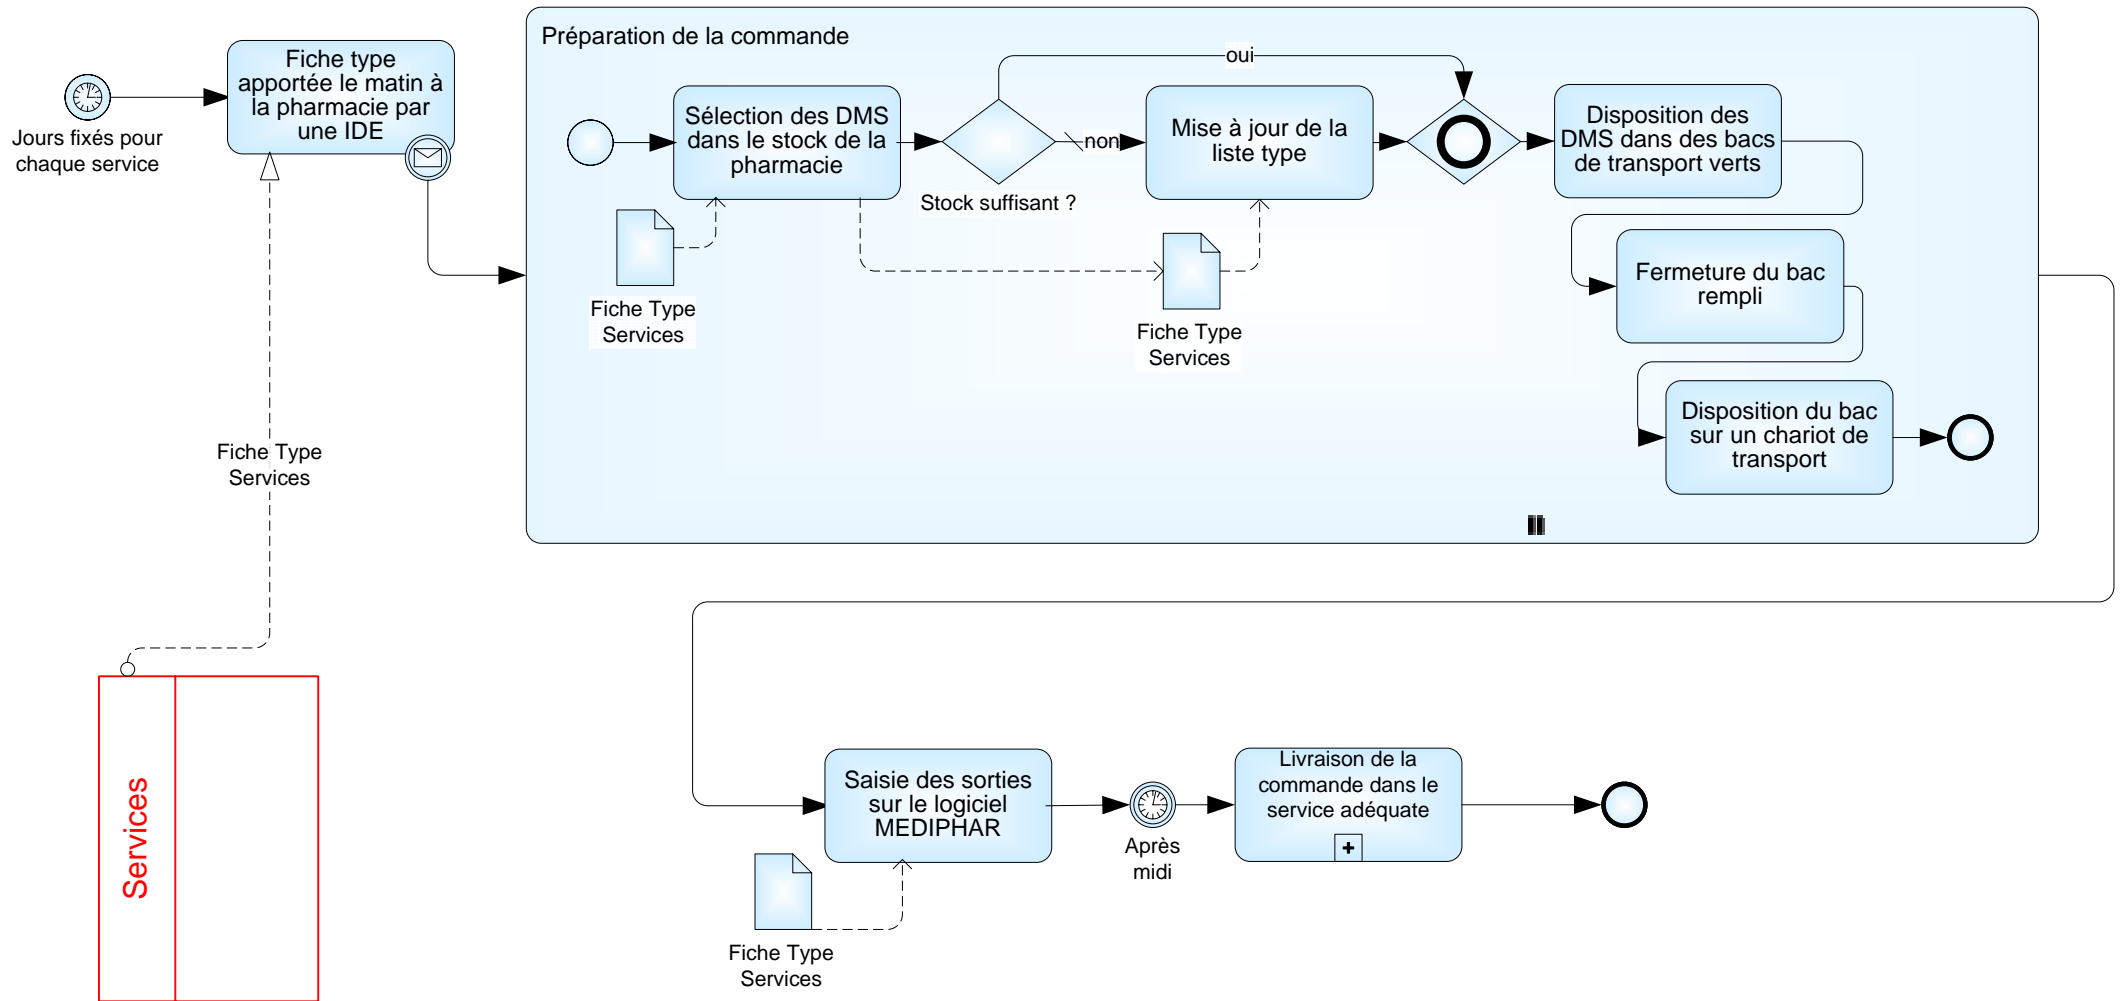 Jours fixés pour
chaque service
Fiche type
apportée le matin à
la pharmacie par
une IDE
Préparation de la commande
Sélection des DMS
dans le stock de la
pharmacie
Fiche Type
Services
Stock suffisant ?
oui
non
Mise à jour de la
liste type
Fiche Type
Services
Disposition des
DMS dans des bacs
de transport verts
Fermeture du bac
rempli
Disposition du bac
sur un chariot de
transport
Fiche Type
Services
Services
Saisie des sorties
sur le logiciel
MEDIPHAR
Fiche Type
Services
Après
midi
Livraison de la
commande dans le
service adéquate